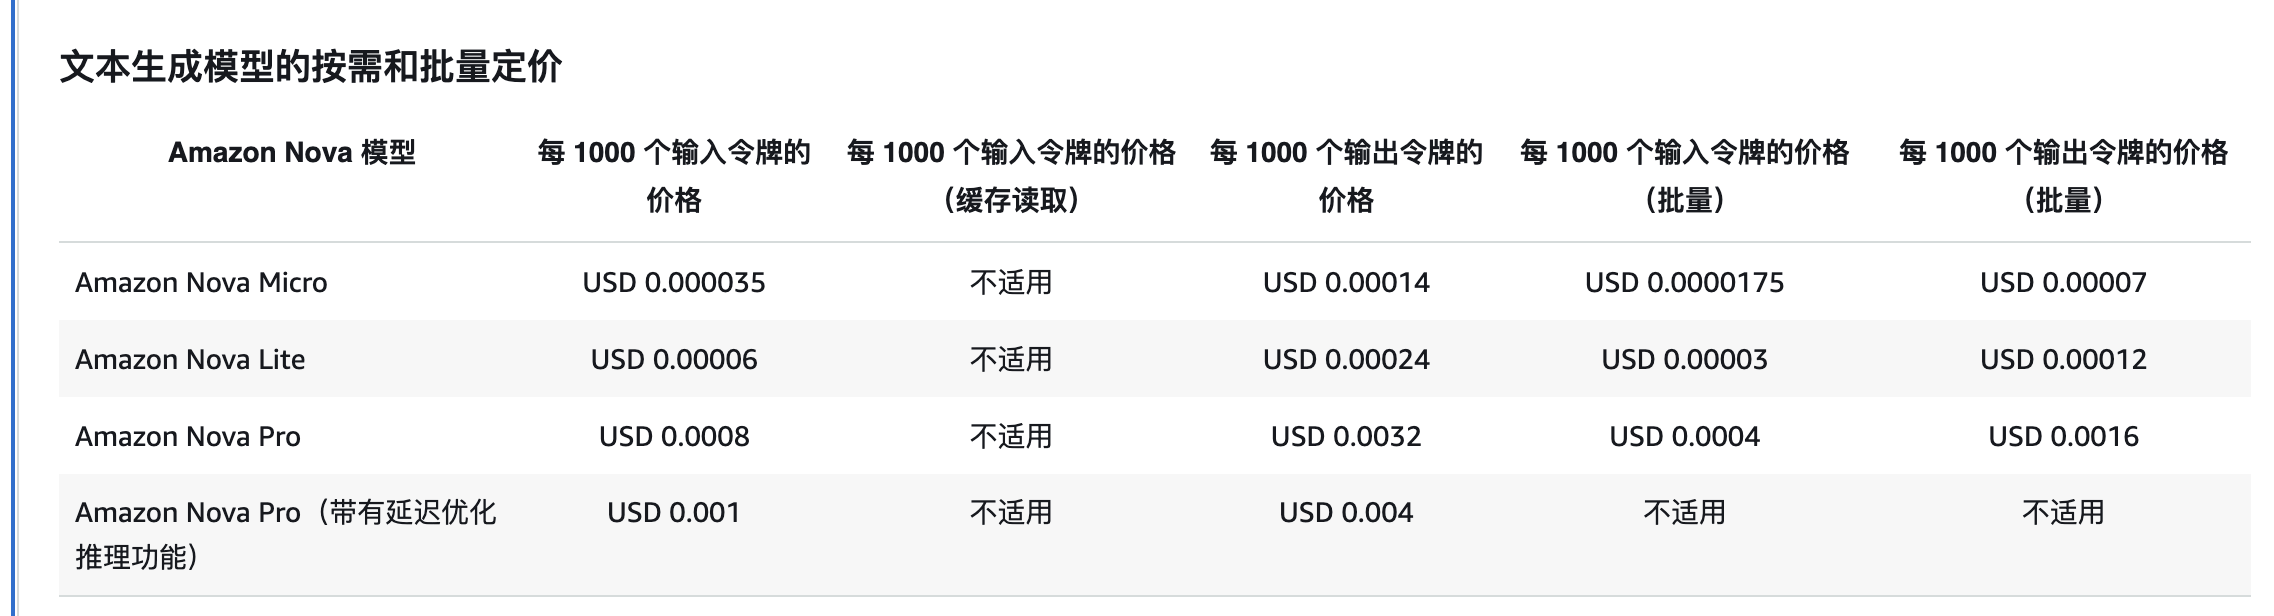 文本生成模型的按需和批量定价
Amazon Nova 模型 每 1000 个输入令牌的 每 1000 个输入令牌的价格 每 1000 个输出令牌的 每 1000 个输入令牌的价格 每 1000 个输出令牌的价格
价格 （缓存读取） 价格 （批量） （批量）
Amazon Nova Micro USD 0.000035 不适用 USD 0.00014 USD 0.0000175 USD 0.00007
Amazon Nova Lite USD 0.00006 不适用 USD 0.00024 USD 0.00003 USD 0.00012
Amazon Nova Pro USD 0.0008 不适用 USD 0.0032 USD 0.0004 USD 0.0016
Amazon Nova Pro（带有延迟优化 USD 0.001 不适用 USD 0.004 不适用 不适用
推理功能）